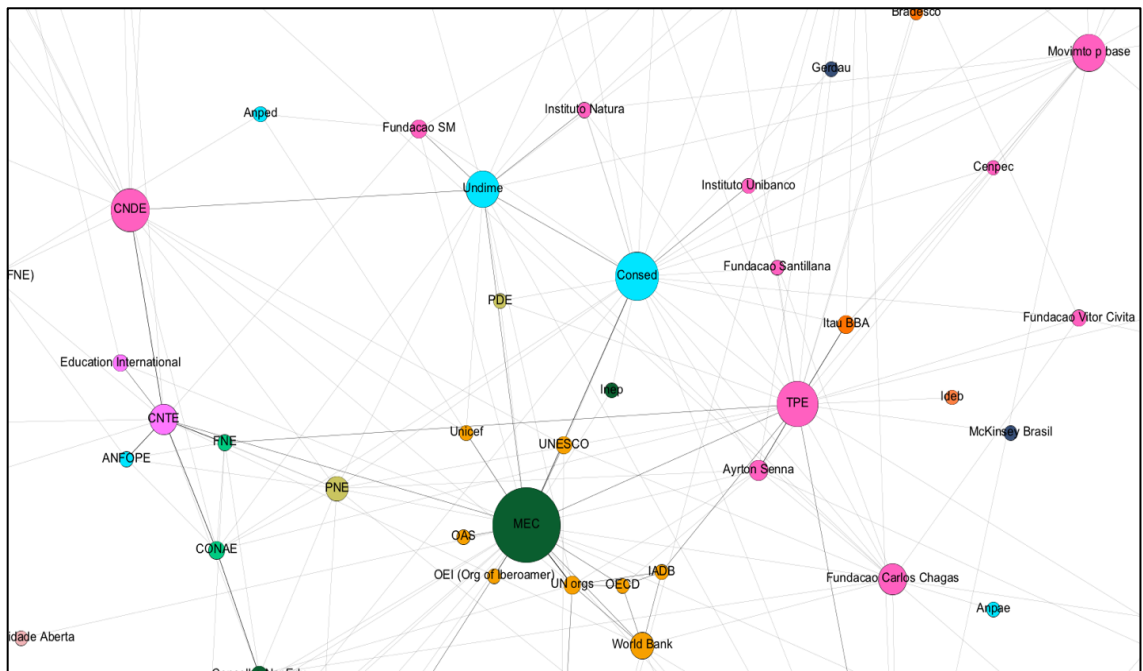 Bradesco
Movimto p base
Gerdau
Anped
Instituto Natura
Fundacao SM
Cenpec
Undime
Instituto Unibanco
CNDE
Fundacao Santillana
FNE)
Consed
PDE
Itau BBA
Fundacao Vitor Civita
Education International
Inep
Ideb
TPE
CNTE
Unicef
McKinsey Brasil
FNE
UNESCO
ANFOPE
Ayrton Senna
PNE
MEC
OAS
CONAE
IADB
OEI (Org of Iberoamer)
UN orgs
OECD
Fundacao Carlos Chagas
Anpae
idade Aberta
World Bank